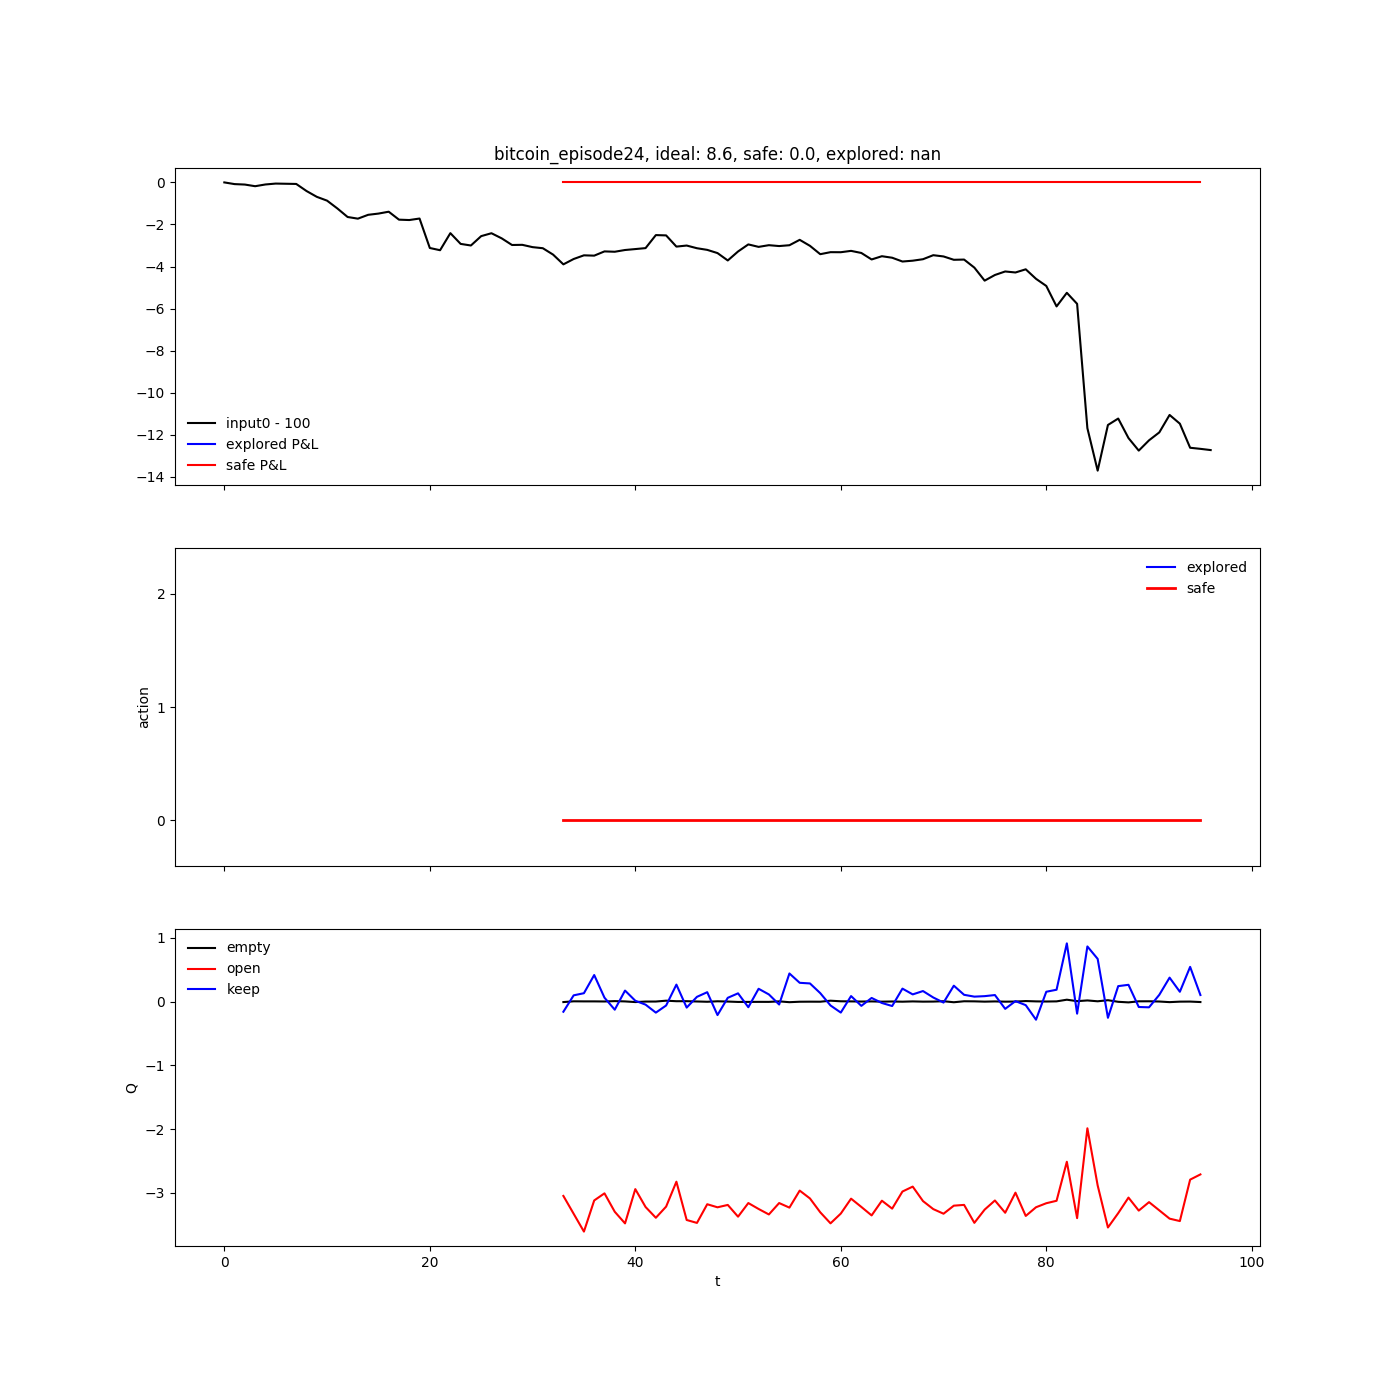 bitcoin_episode24, ideal: 8.6, safe: 0.0, explored: nan
0
−2
−4
−6
−8
−10
−12
−14
input0 - 100
explored P&L
safe P&L
2
1
0
action
explored
safe
1
0
−1
−2
−3
Q
empty
open
keep
0 20 40 60 80 100
t